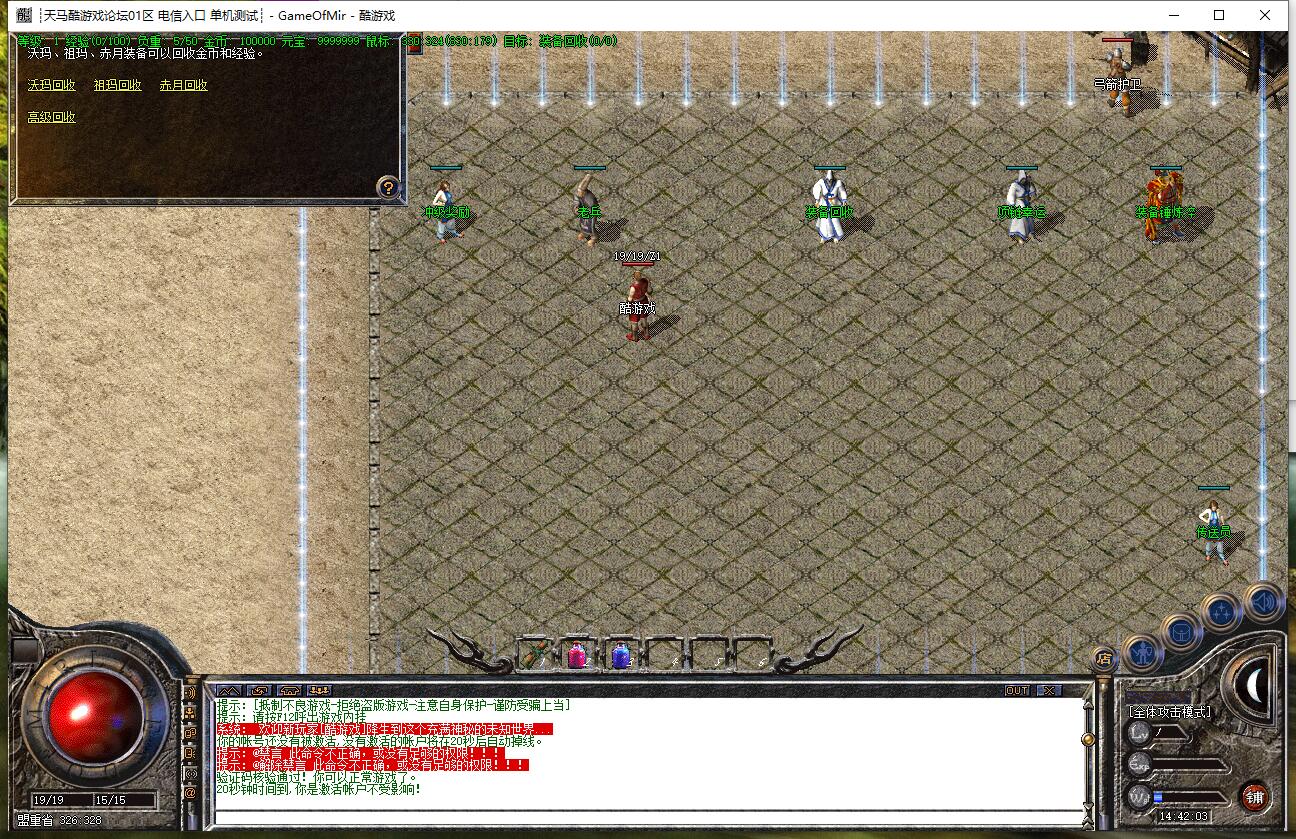 天马酷游戏论坛01区 电信入口 单机测试 - GameOfMir - 酷游戏
等级 1 经验(0/100) 负重: 5/50 金币: 100000 元宝: 9999999 鼠标: 330:324(630:179) 目标: 装备回收(0/0)
沃玛、祖玛、赤月装备可以回收金币和经验。
沃玛回收 祖玛回收 赤月回收
高级回收
?
弓箭护卫
冲级奖励 老兵 装备回收 项链幸运 装备锤炼淬
19/19/Z1
酷游戏
传送员
店
OUT
提示: [抵制不良游戏-拒绝盗版游戏-注意自身保护-谨防受骗上当]
提示: 请按F12呼出游戏内挂
系统: 欢迎新玩家[酷游戏]降生到这个充满神秘的未知世界...
你的帐号还没有被激活,没有激活的帐户将在20秒后自动掉线。
提示: @禁言 此命令不正确，或没有足够的权限！！！
提示: @解除禁言 此命令不正确，或没有足够的权限！！！
验证码核验通过！你可以正常游戏了。
20秒钟时间到,你是激活帐户不受影响!
[全体攻击模式]
Lv 1
Exp
W
铺
14:42:03
19/19 15/15
盟重省 326:328